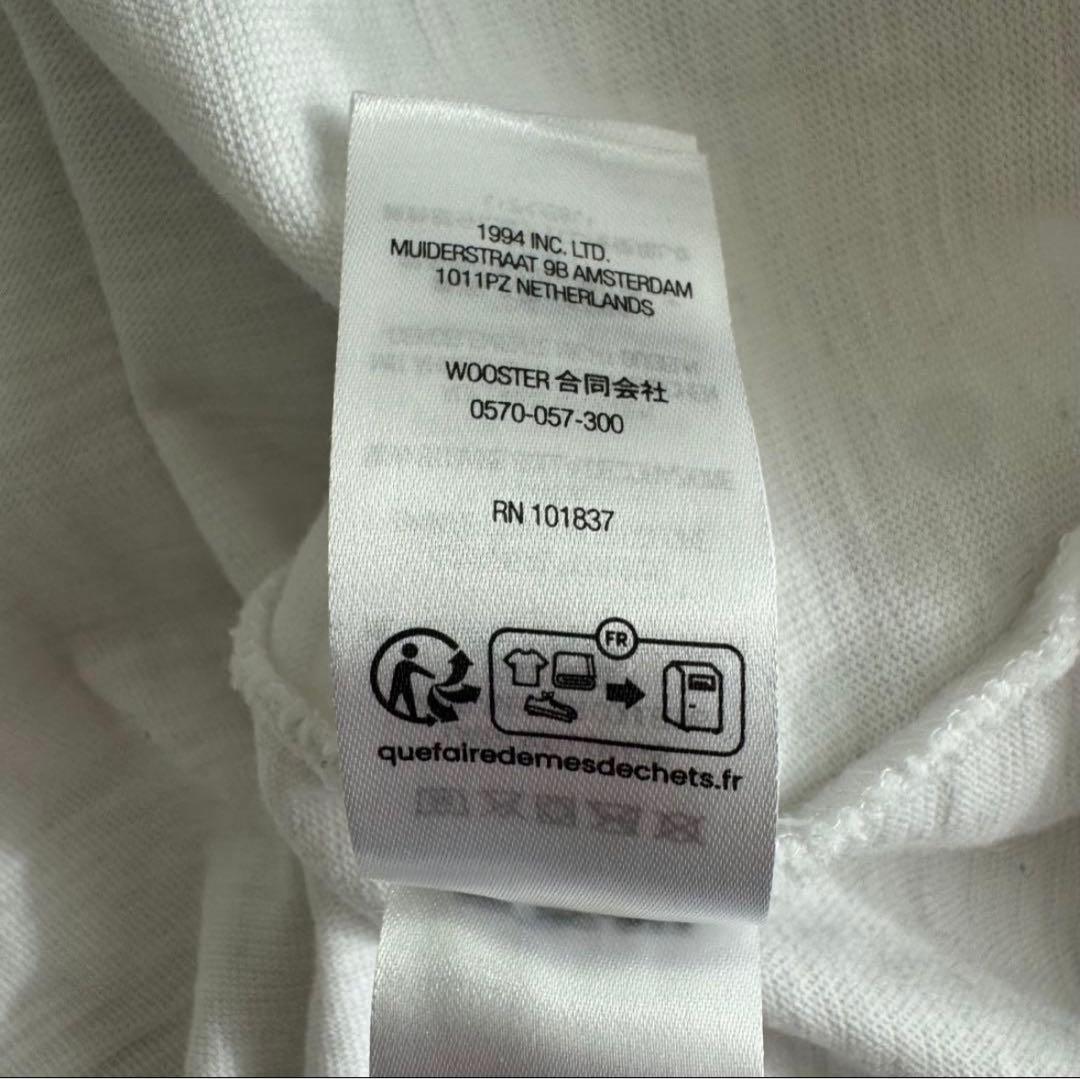 1994 INC. LTD.
MUIDERSTRAAT 9B AMSTERDAM
1011PZ NETHERLANDS
WOOSTER 合同会社
0570-057-300
RN 101837
FR
quefairedemesdechets.fr